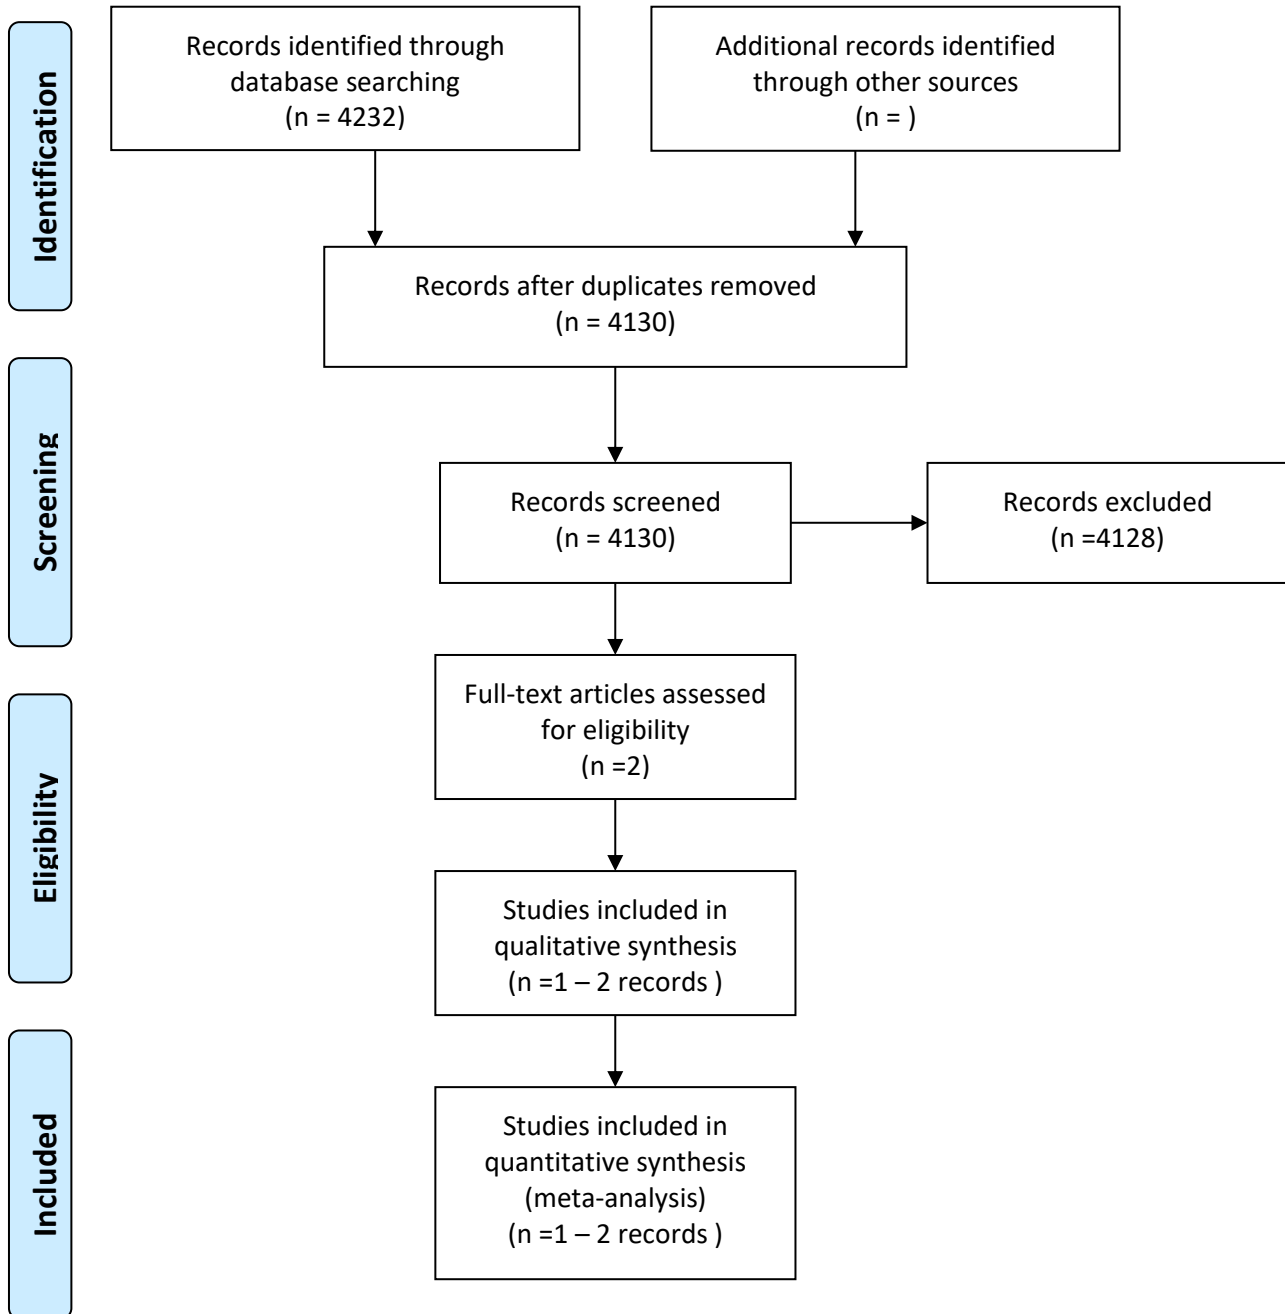 Identification
Records identified through
database searching
(n = 4232)
Additional records identified
through other sources
(n = )
Records after duplicates removed
(n = 4130)
Screening
Records screened
(n = 4130)
Records excluded
(n =4128)
Eligibility
Full-text articles assessed
for eligibility
(n =2)
Studies included in
qualitative synthesis
(n =1 – 2 records )
Included
Studies included in
quantitative synthesis
(meta-analysis)
(n =1 – 2 records )